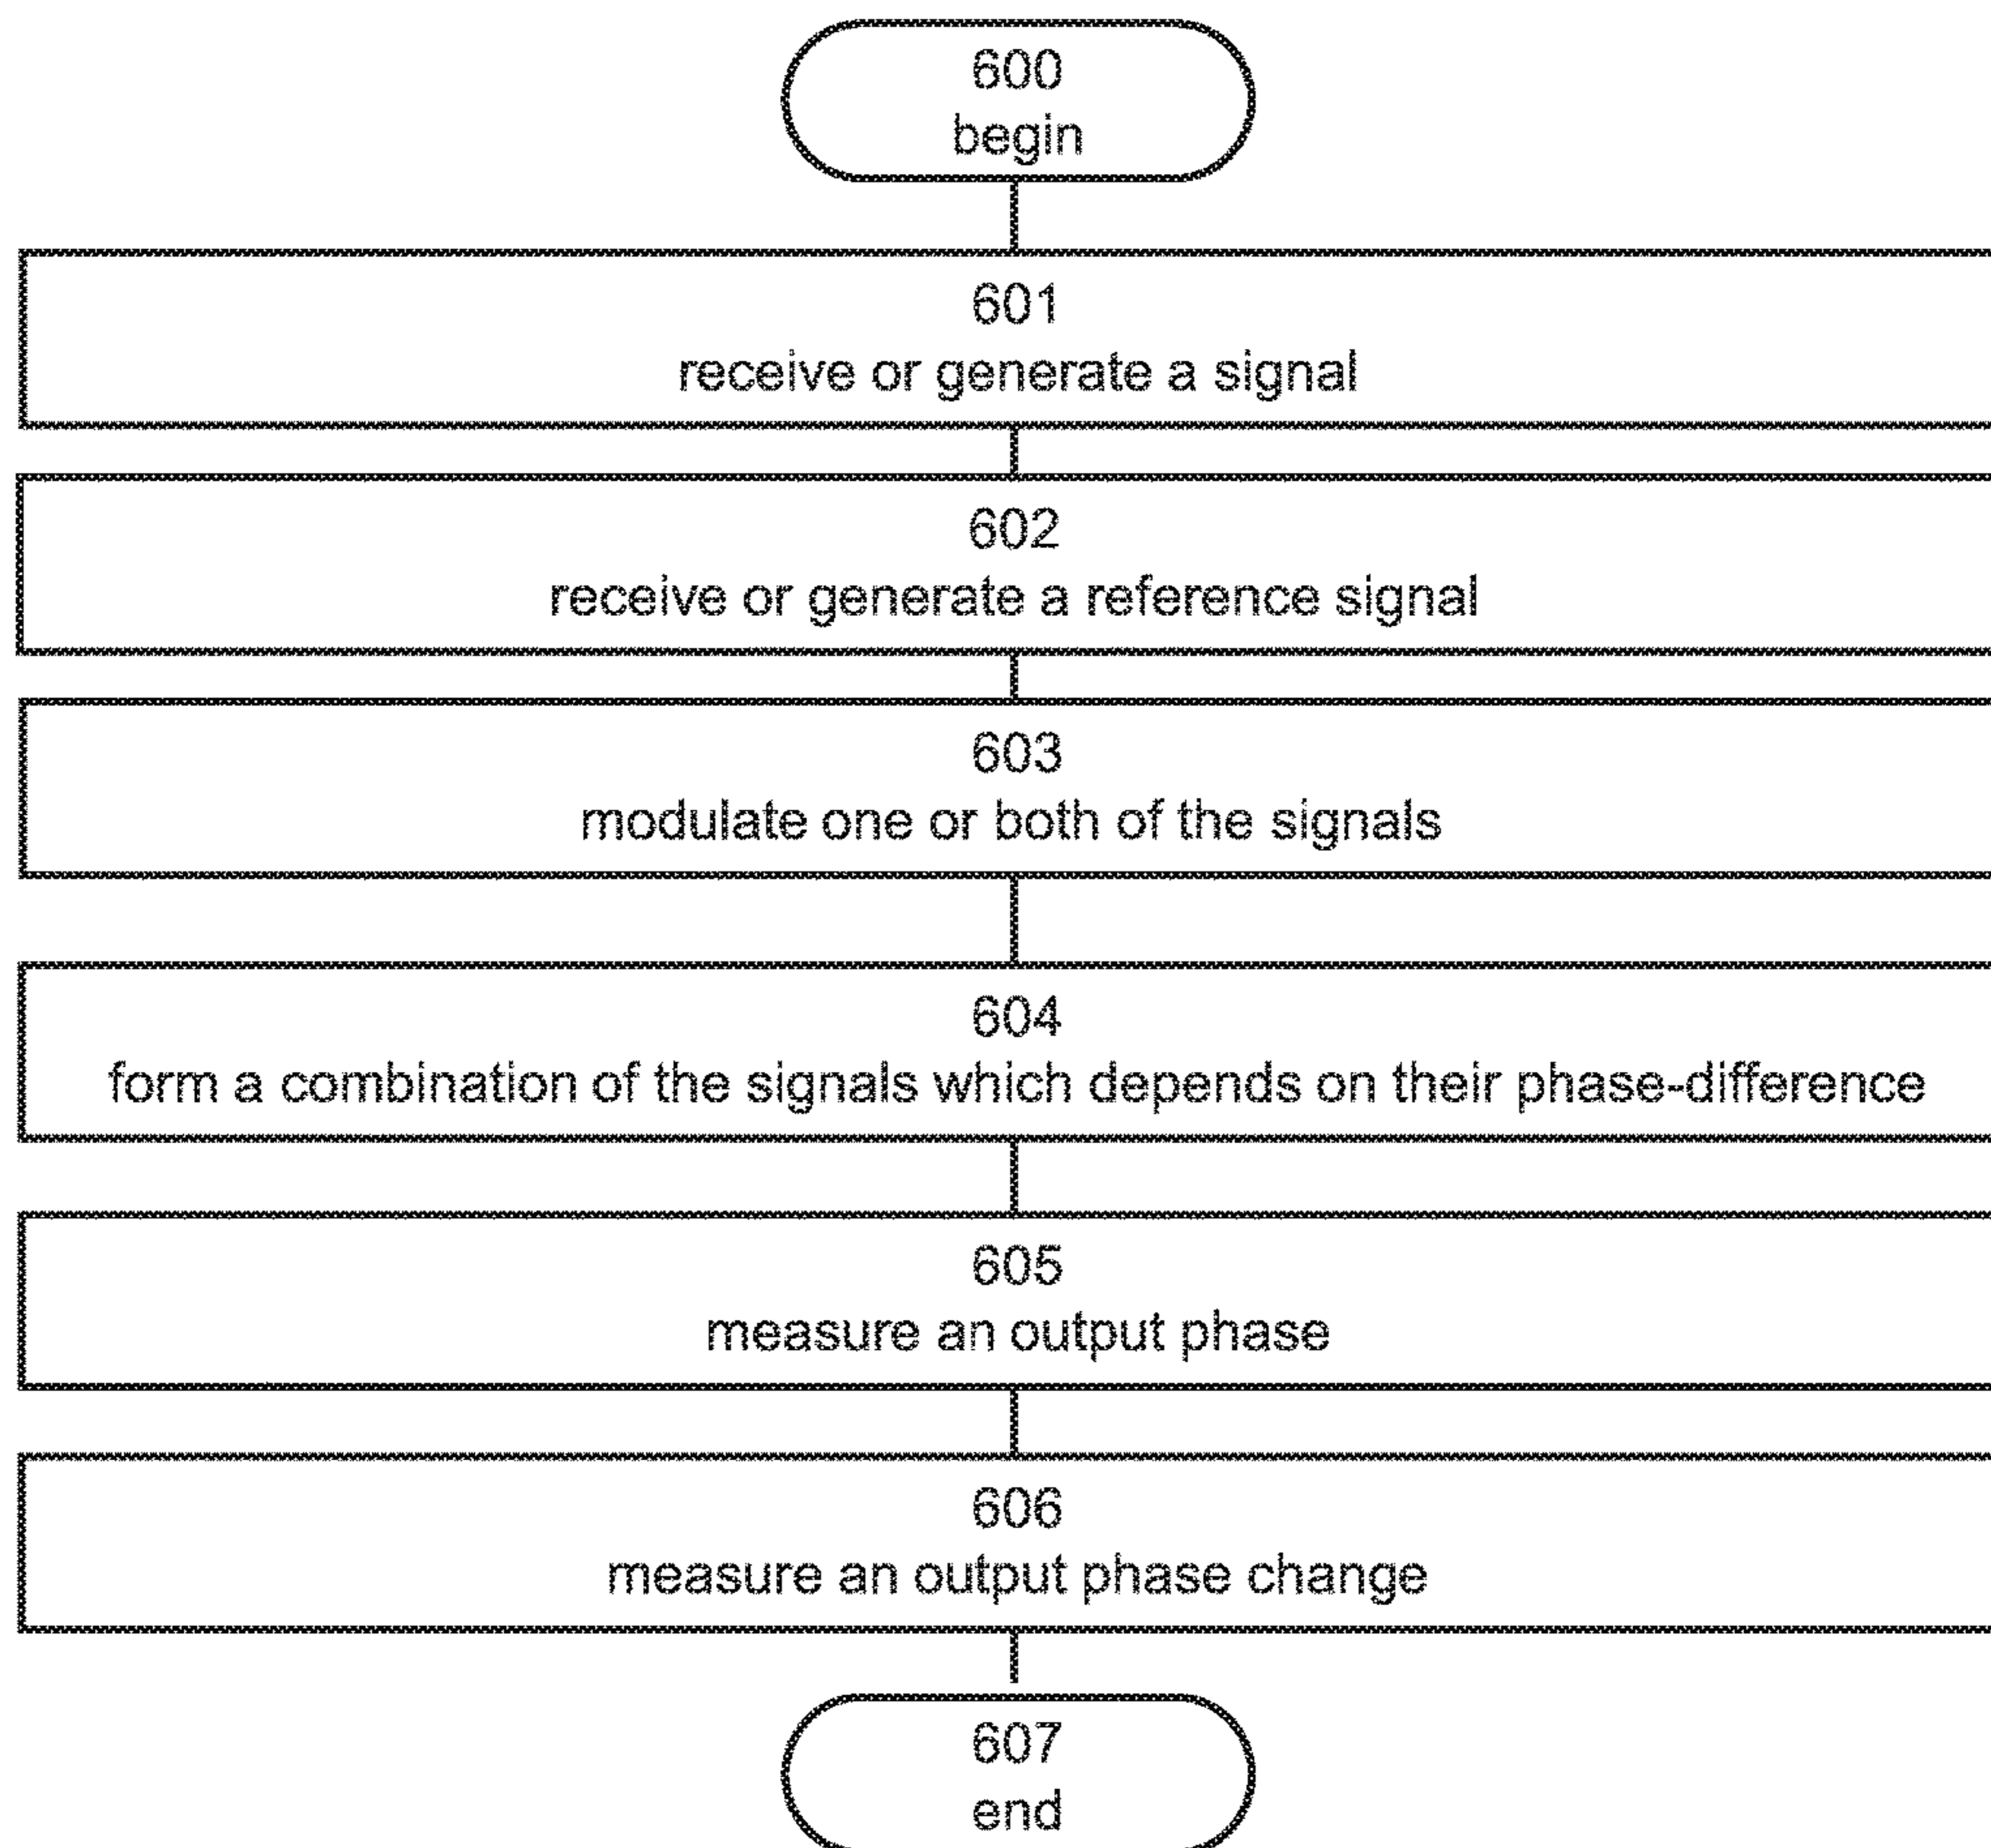 600
begin
601
receive or generate a signal
602
receive or generate a reference signal
603
modulate one or both of the signals
604
form a combination of the signals which depends on their phase-difference
605
measure an output phase
606
measure an output phase change
607
end